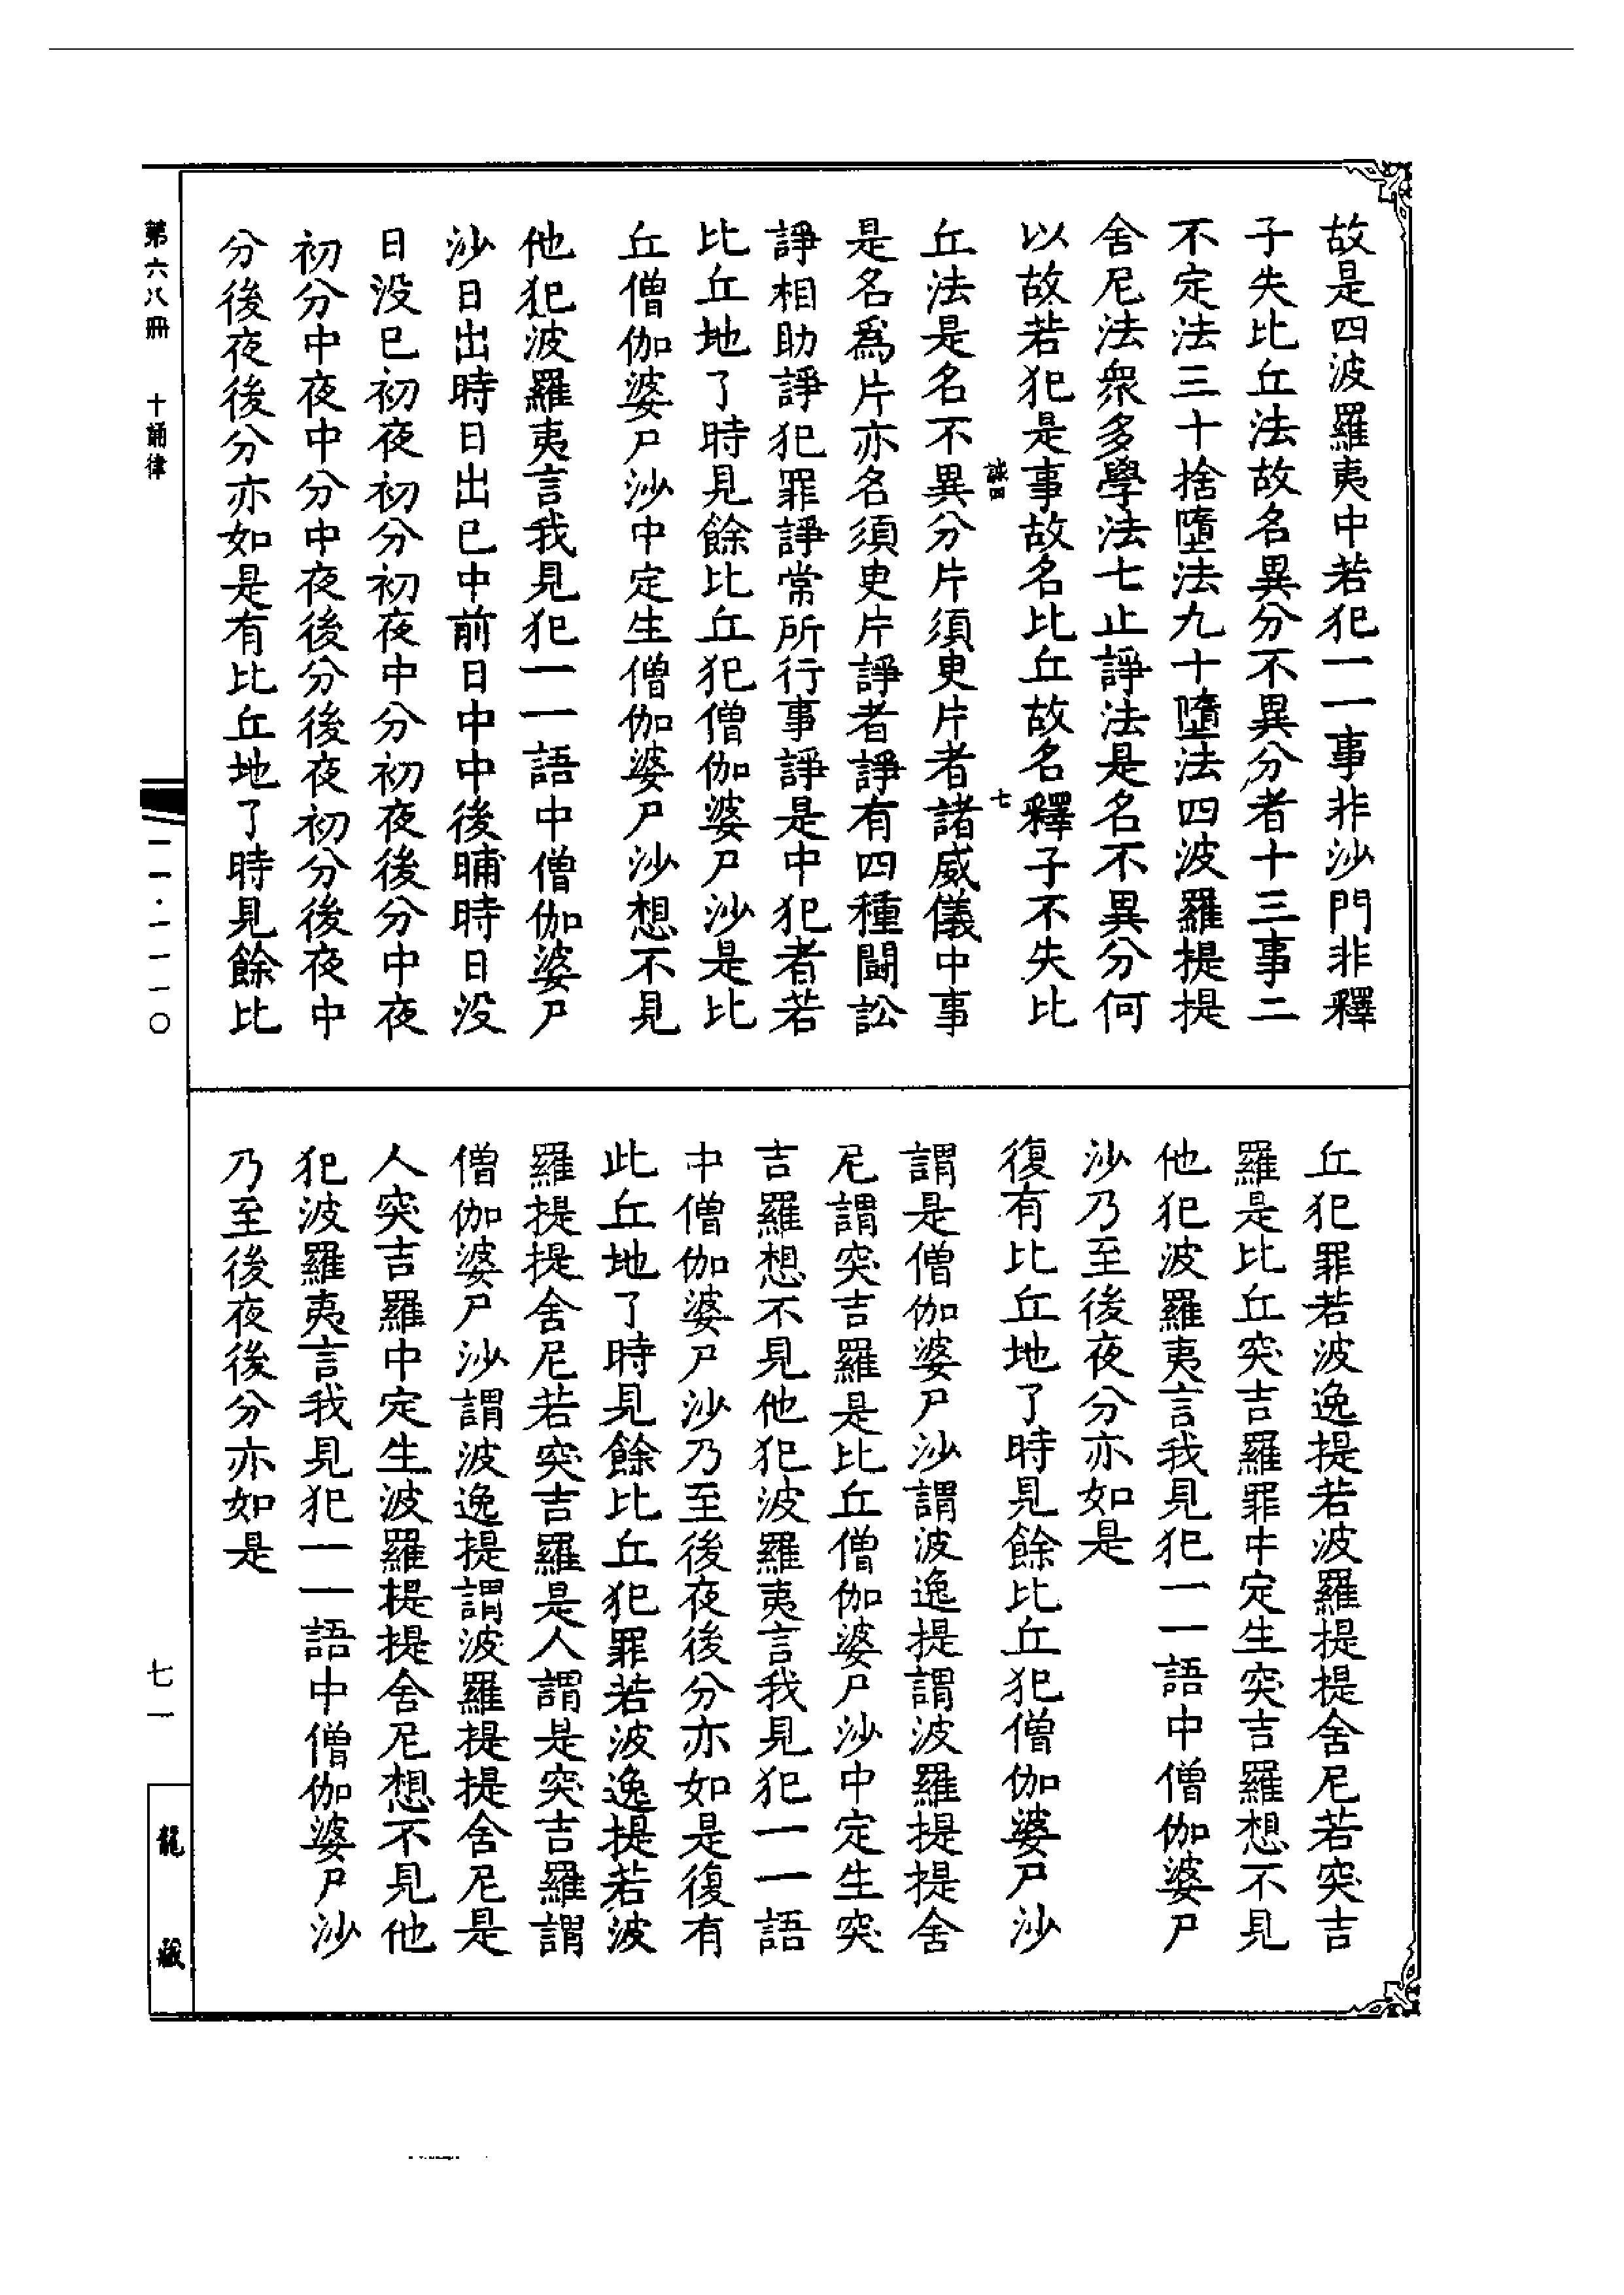 故是四波羅夷中若犯一一事非沙門非釋
子失比丘法故名異分不異分者十三事二
不定法三十捨墮法九十墮法四波羅提提
舍尼法衆多學法七止諍法是名不異分何
以故若犯是事故名比丘故名釋子不失比
誠四
七
丘法是名不異分片須臾片者諸威儀中事
是名爲片亦名須臾片諍者諍有四種鬪訟
諍相助諍犯罪諍常所行事諍是中犯者若
比丘地了時見餘比丘犯僧伽婆尸沙是比
丘僧伽婆尸沙中定生僧伽婆尸沙想不見
他犯波羅夷言我見犯一一語中僧伽婆尸
沙日出時日出已中前日中中後晡時日没
日没已初夜初分初夜中分初夜後分中夜
初分中夜中分中夜後分後夜初分後夜中
分後夜後分亦如是有比丘地了時見餘比
丘犯罪若波逸提若波羅提提舍尼若突吉
羅是比丘突吉羅罪中定生突吉羅想不見
他犯波羅夷言我見犯一一語中僧伽婆尸
沙乃至後夜分亦如是
復有比丘地了時見餘比丘犯僧伽婆尸沙
謂是僧伽婆尸沙謂波逸提謂波羅提提舍
尼謂突吉羅是比丘僧伽婆尸沙中定生突
吉羅想不見他犯波羅夷言我見犯一一語
中僧伽婆尸沙乃至後夜後分亦如是復有
此丘地了時見餘比丘犯罪若波逸提若波
羅提提舍尼若突吉羅是人謂是突吉羅謂
僧伽婆尸沙謂波逸提謂波羅提提舍尼是
人突吉羅中定生波羅提提舍尼想不見他
犯波羅夷言我見犯一一語中僧伽婆尸沙
乃至後夜後分亦如是
第六八冊 十誦律
一一·一一一〇
七一
龍藏